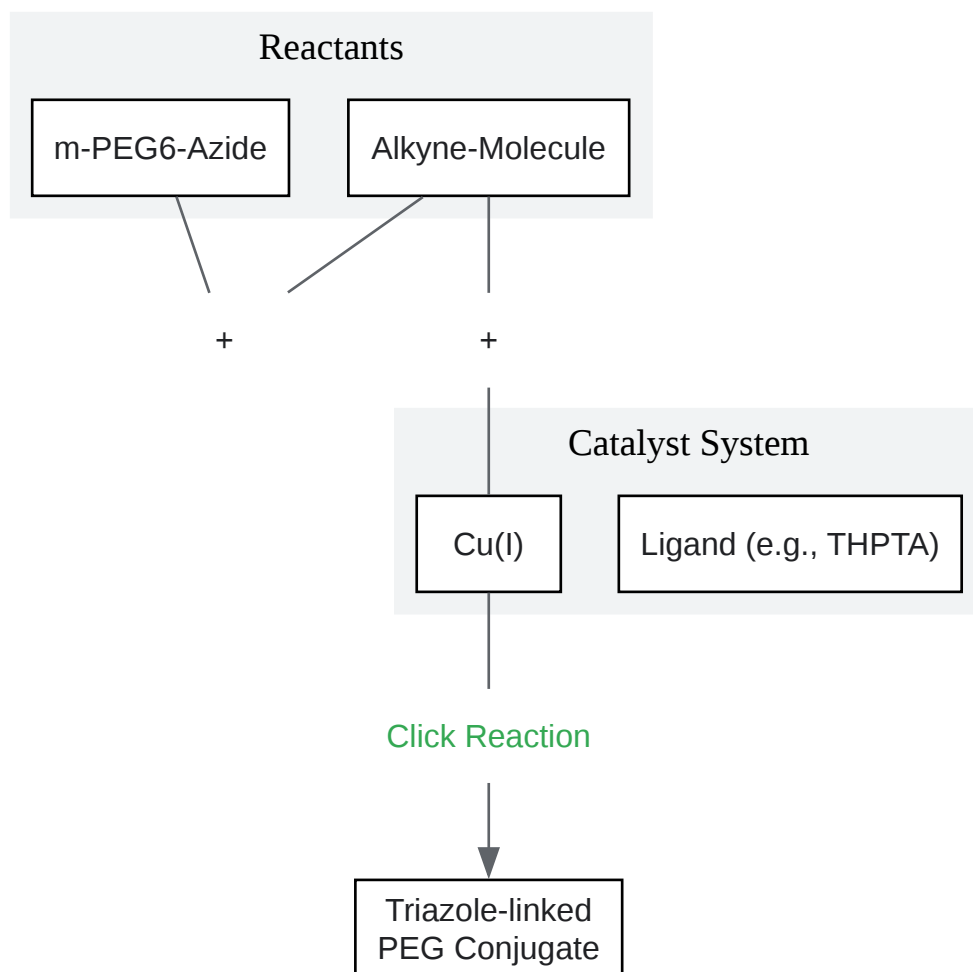 Reactants
m-PEG6-Azide
Alkyne-Molecule
+
+
Catalyst System
Cu(I)
Ligand (e.g., THPTA)
Click Reaction
Triazole-linked
PEG Conjugate